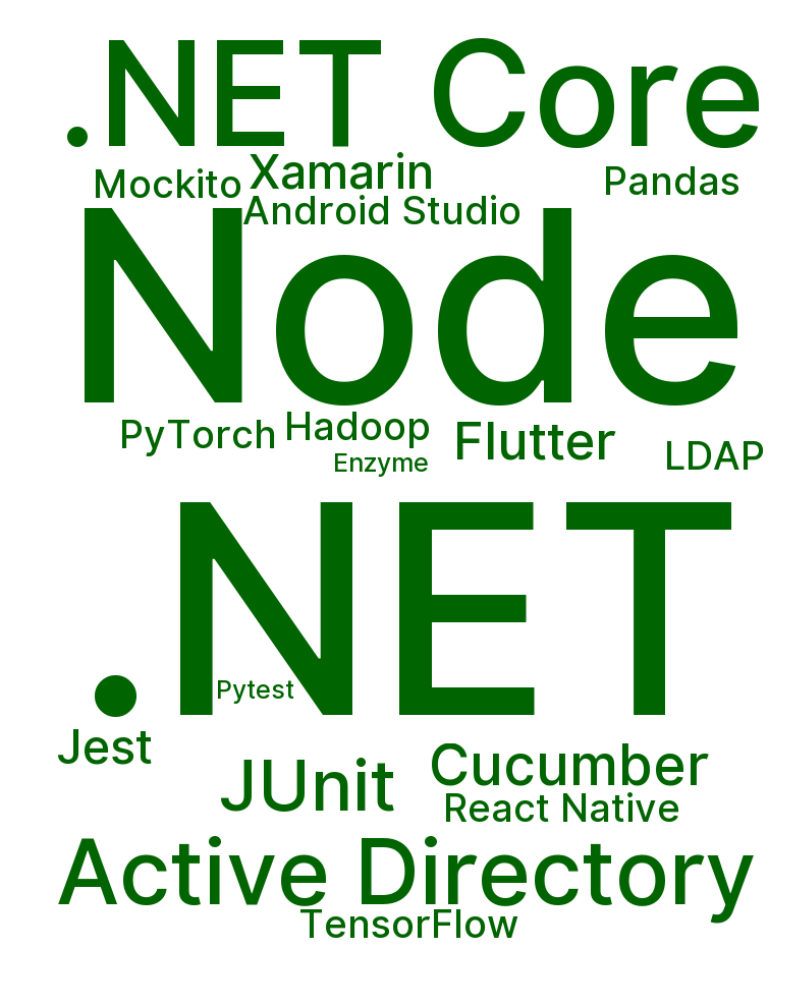 .NET Core
Mockito Xamarin Pandas
Android Studio
Node
PyTorch Hadoop Flutter LDAP
Enzyme
.NET
Pytest
Jest
JUnit Cucumber
React Native
Active Directory
TensorFlow